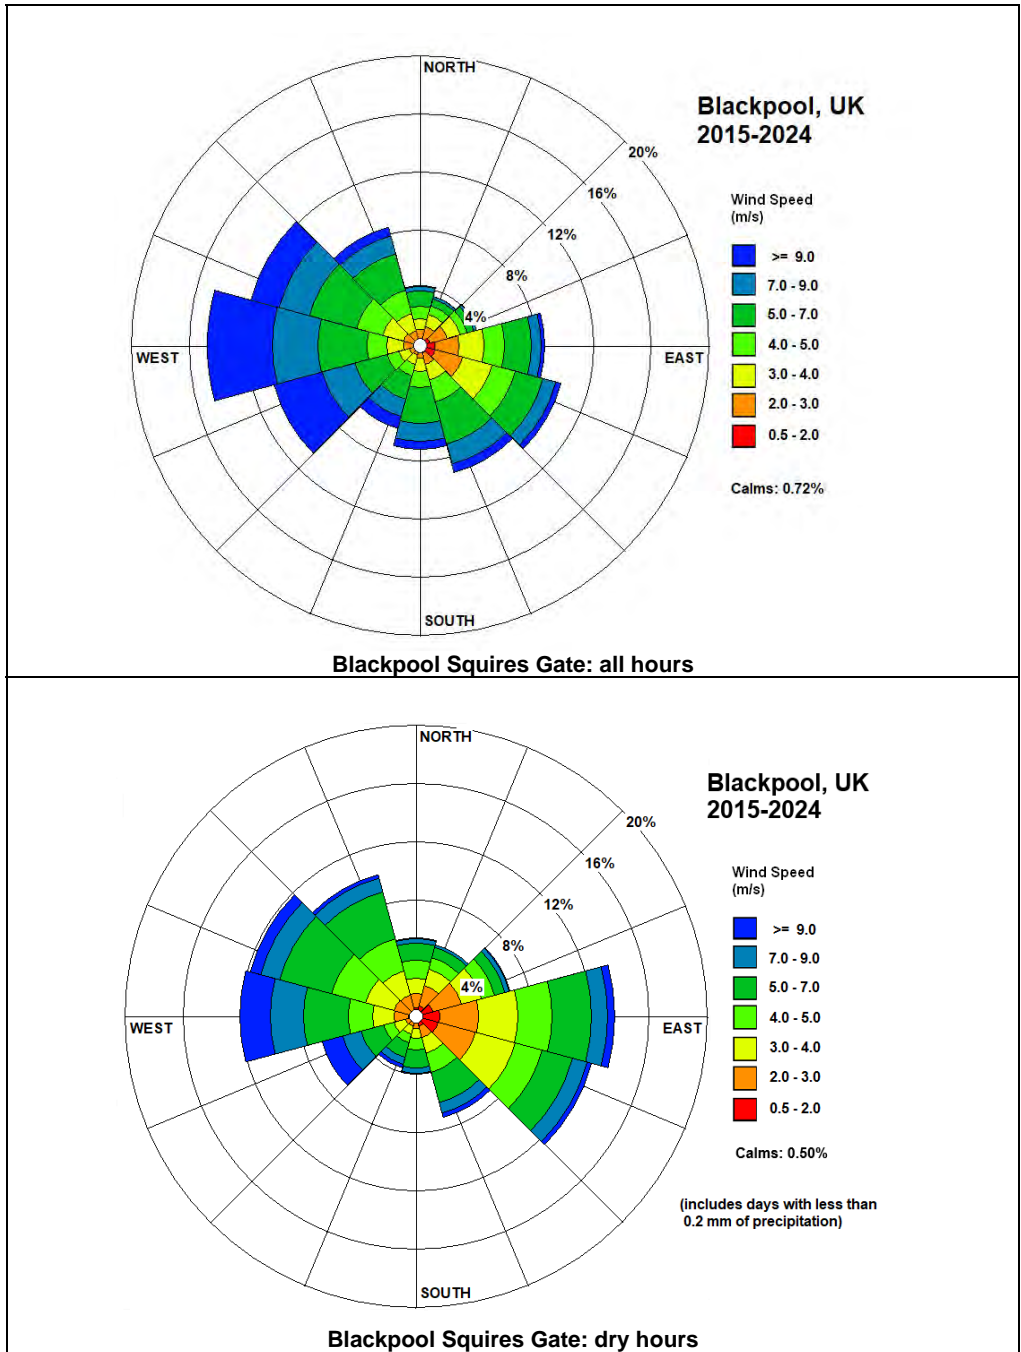 NORTH
Blackpool, UK
2015-2024
20%
16%
12%
8%
4%
Wind Speed
(m/s)
>= 9.0
7.0 - 9.0
5.0 - 7.0
4.0 - 5.0
3.0 - 4.0
2.0 - 3.0
0.5 - 2.0
WEST
EAST
Calms: 0.72%
SOUTH
Blackpool Squires Gate: all hours
NORTH
Blackpool, UK
2015-2024
20%
16%
12%
8%
4%
Wind Speed
(m/s)
>= 9.0
7.0 - 9.0
5.0 - 7.0
4.0 - 5.0
3.0 - 4.0
2.0 - 3.0
0.5 - 2.0
WEST
EAST
Calms: 0.50%
(includes days with less than
0.2 mm of precipitation)
SOUTH
Blackpool Squires Gate: dry hours